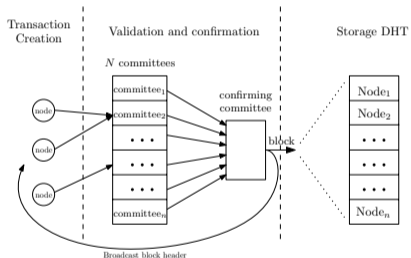 Transaction
Creation
Validation and confirmation
Storage DHT
N committees
confirming
committee
node
node
node
committee1
committee2
• • •
• • •
• • •
committeen
block
Node1
Node2
• • •
• • •
• • •
Noden
Broadcast block header